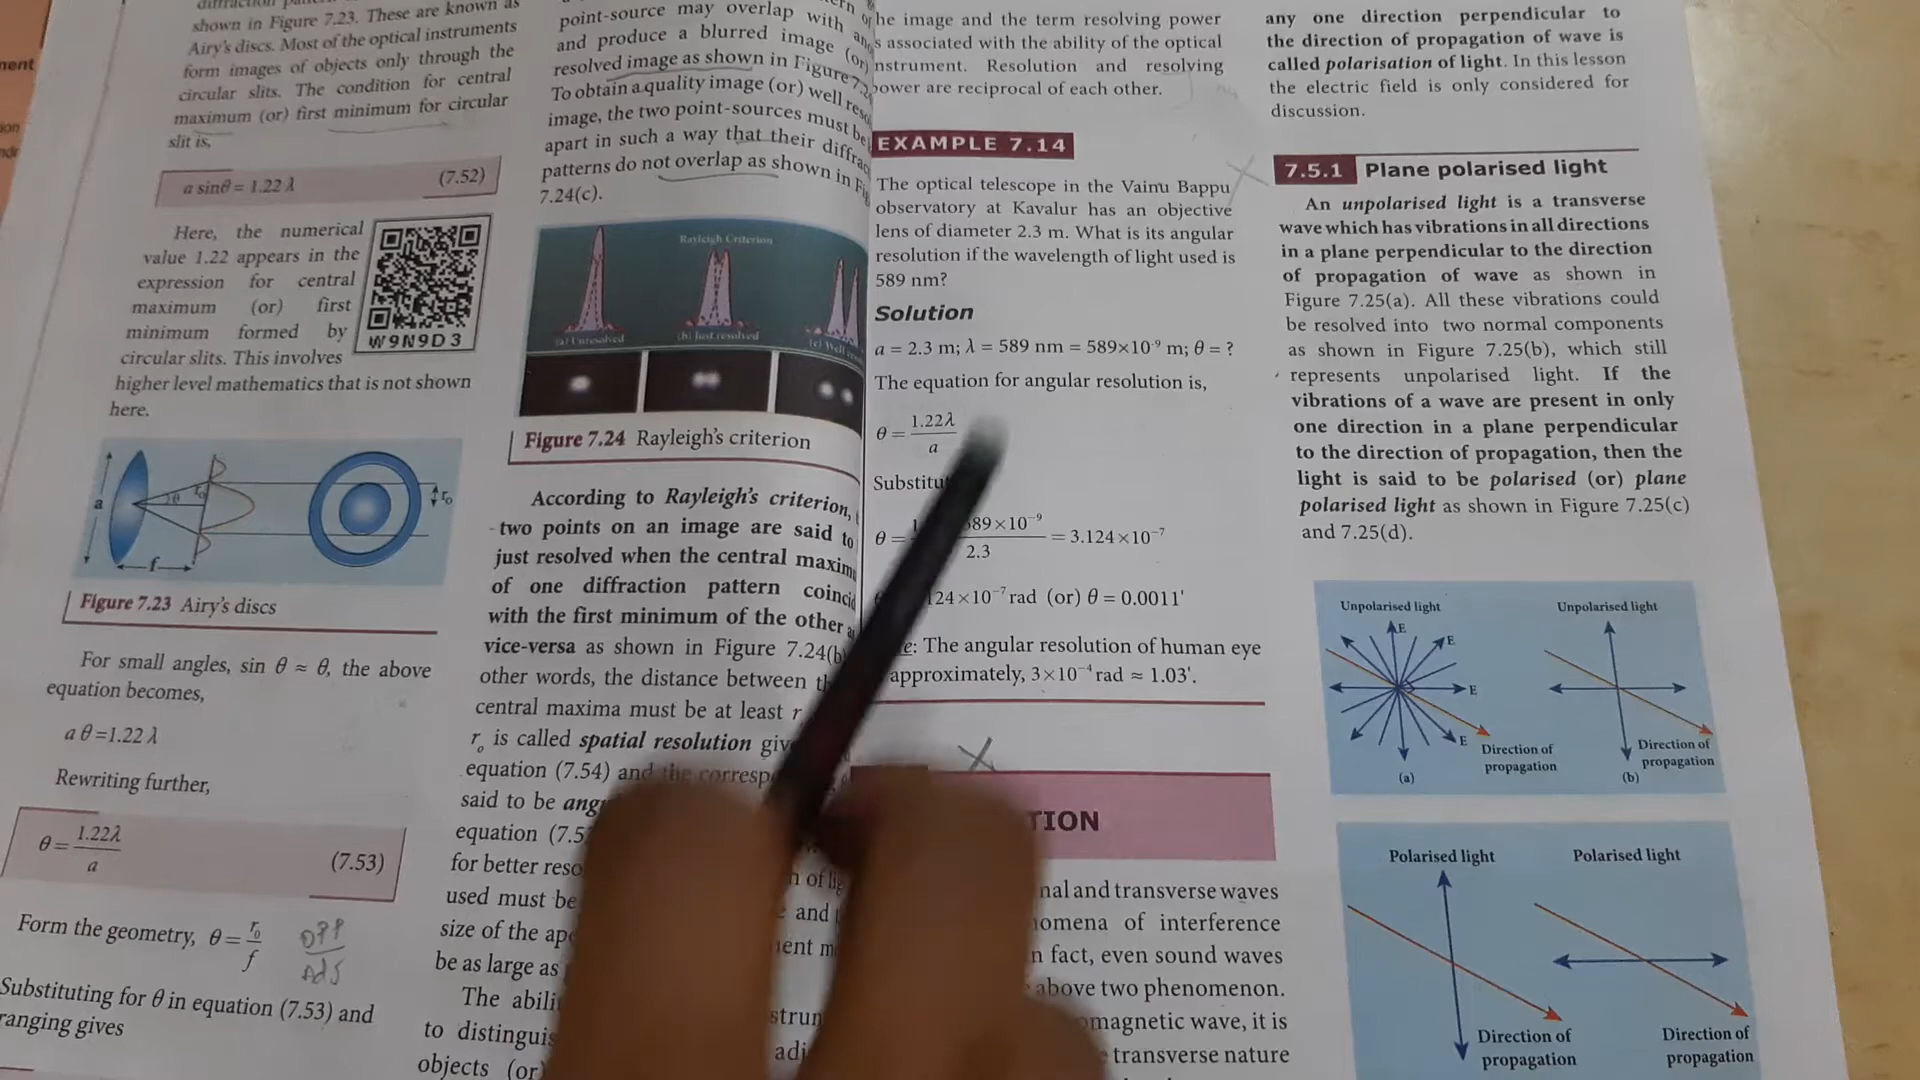 shown in Figure 7.23. These are known as
Airy's discs. Most of the optical instruments
form images of objects only through the
circular slits. The condition for central
maximum (or) first minimum for circular
slit is,
a sinθ = 1.22 λ (7.52)
Here, the numerical
value 1.22 appears in the
expression for central
maximum (or) first
minimum formed by
circular slits. This involves
higher level mathematics that is not shown
here.
W9N9D3
a
θ
r₀
r₀
f
Figure 7.23 Airy's discs
For small angles, sin θ ≈ θ, the above
equation becomes,
a θ =1.22 λ
Rewriting further,
θ = 1.22λ / a (7.53)
Form the geometry, θ = r₀ / f
OPP
Adj
Substituting for θ in equation (7.53) and
point-source may overlap with
and produce a blurred image (or)
resolved image as shown in Figure
To obtain a quality image (or) well
image, the two point-sources must be
apart in such a way that their
patterns do not overlap as shown in
7.24(c).
Rayleigh Criterion
(a) Unresolved
(b) Just resolved
(c) Well
Figure 7.24 Rayleigh's criterion
According to Rayleigh's criterion,
two points on an image are said to
just resolved when the central
of one diffraction pattern
with the first minimum of the other
vice-versa as shown in Figure 7.24(b)
other words, the distance between
central maxima must be at least r
r₀ is called spatial resolution
equation (7.54) and the
said to be
equation
for better
used must be
size of the
be as large as
The
to
objects (or)
he image and the term resolving power
s associated with the ability of the optical
nstrument. Resolution and resolving
power are reciprocal of each other.
EXAMPLE 7.14
The optical telescope in the Vainu Bappu
observatory at Kavalur has an objective
lens of diameter 2.3 m. What is its angular
resolution if the wavelength of light used is
589 nm?
Solution
a = 2.3 m; λ = 589 nm = 589×10⁻⁹ m; θ = ?
The equation for angular resolution is,
θ = 1.22λ / a
θ = 589×10⁻⁹ / 2.3 = 3.124×10⁻⁷
124×10⁻⁷ rad (or) θ = 0.0011'
The angular resolution of human eye
approximately, 3×10⁻⁴ rad ≈ 1.03'.
TION
nal and transverse waves
of interference
n fact, even sound waves
above two phenomenon.
omagnetic wave, it is
transverse nature
any one direction perpendicular to
the direction of propagation of wave is
called polarisation of light. In this lesson
the electric field is only considered for
discussion.
7.5.1 Plane polarised light
An unpolarised light is a transverse
wave which has vibrations in all directions
in a plane perpendicular to the direction
of propagation of wave as shown in
Figure 7.25(a). All these vibrations could
be resolved into two normal components
as shown in Figure 7.25(b), which still
represents unpolarised light. If the
vibrations of a wave are present in only
one direction in a plane perpendicular
to the direction of propagation, then the
light is said to be polarised (or) plane
polarised light as shown in Figure 7.25(c)
and 7.25(d).
Unpolarised light
E
E
E
E
Direction of
propagation
(a)
Unpolarised light
Direction of
propagation
(b)
Polarised light
Direction of
propagation
Polarised light
Direction of
propagation